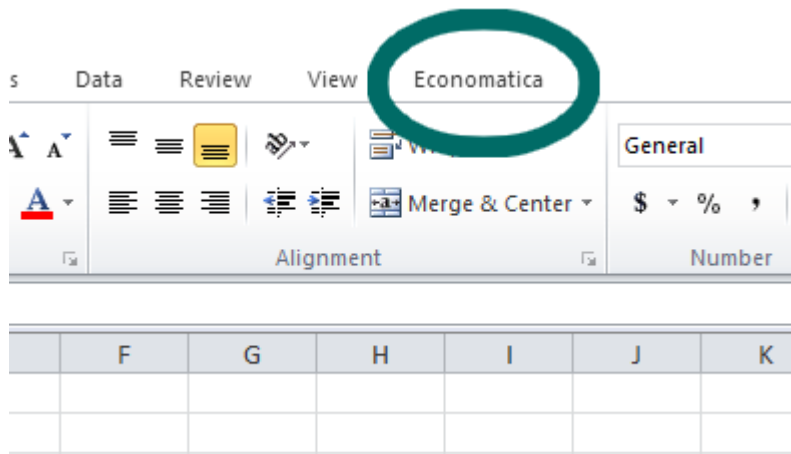 s Data Review View Economatica
A A General
A Merge & Center $ % ,
Alignment Number
F G H I J K